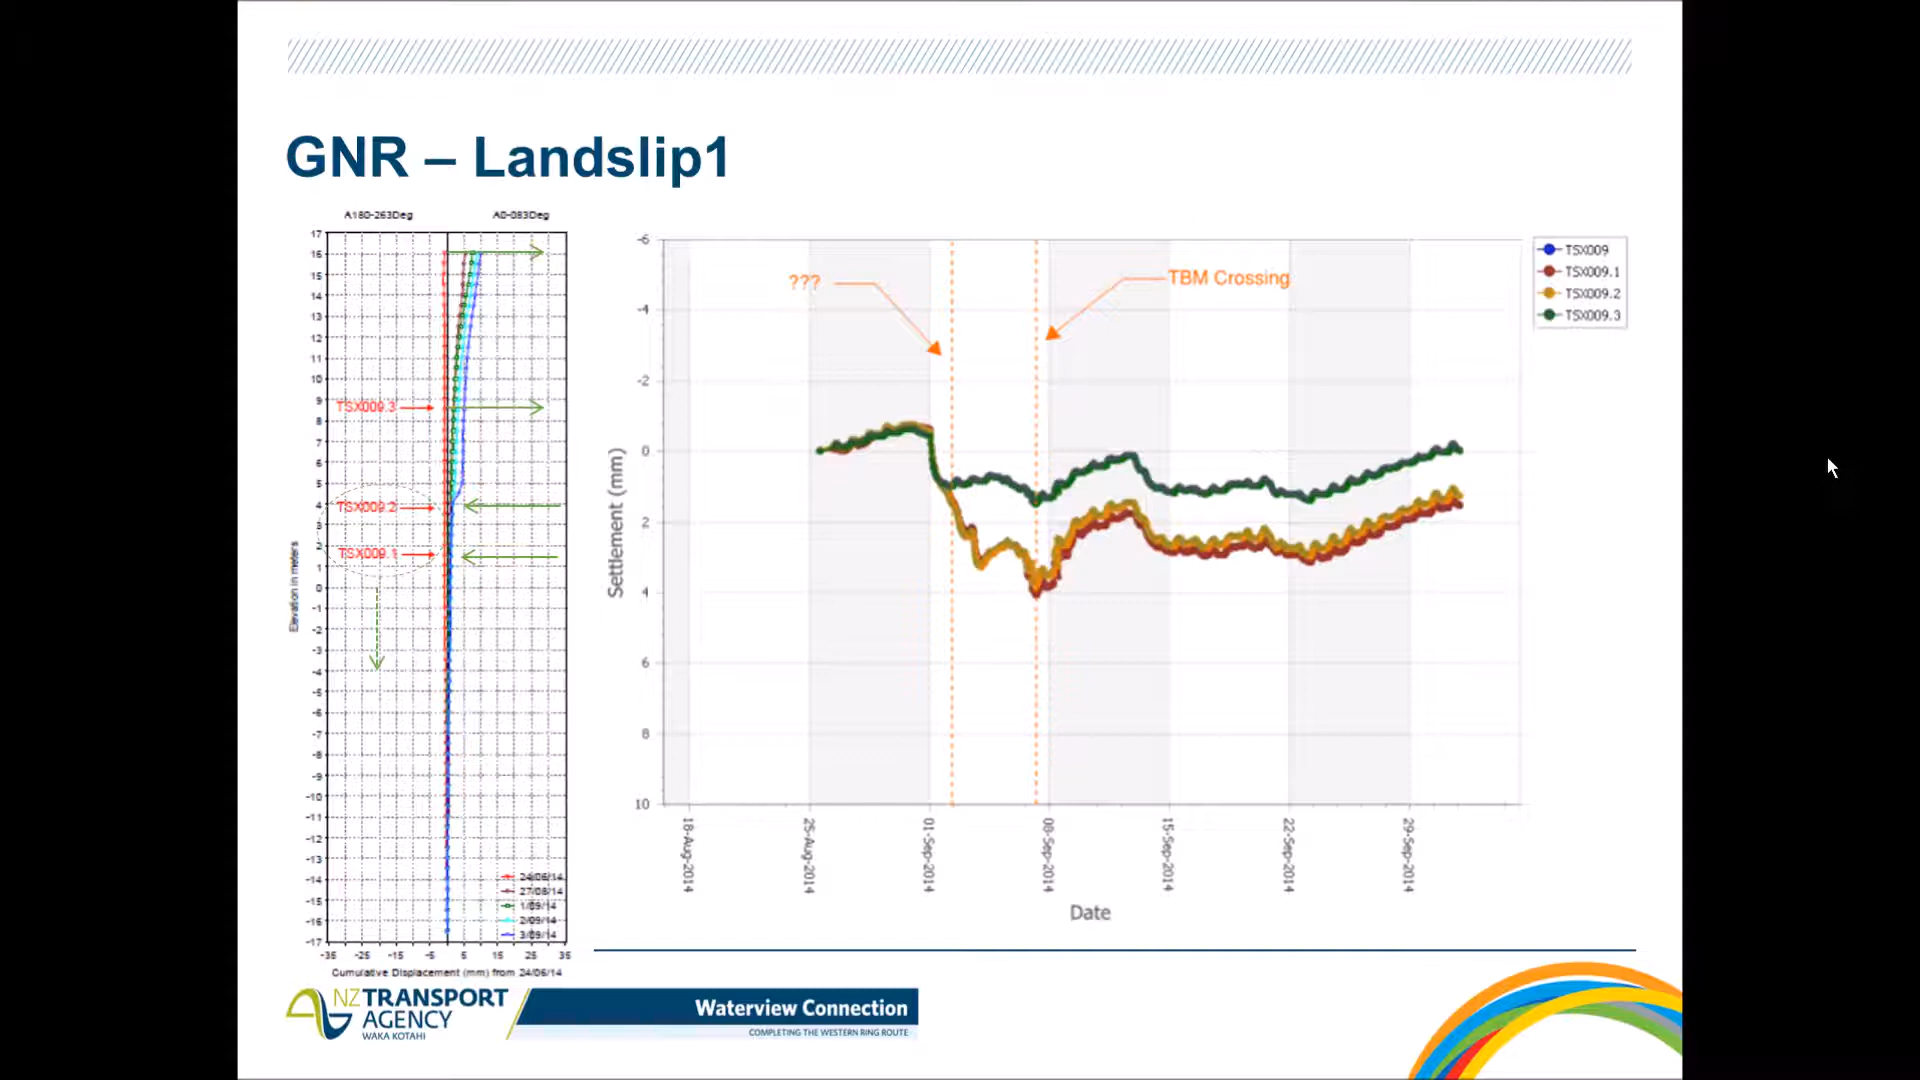 GNR – Landslip1
A180-263Deg A0-083Deg
17
16
15
14
13
12
11
10
9
8
7
6
5
4
3
2
1
0
-1
-2
-3
-4
-5
-6
-7
-8
-9
-10
-11
-12
-13
-14
-15
-16
-17
Elevation in meters
TSX009.3
TSX009.2
TSX009.1
24/06/14
27/08/14
1/09/14
2/09/14
3/09/14
-35 -25 -15 -5 5 15 25 35
Cumulative Displacement (mm) from 24/06/14
-6
-4
-2
0
2
4
6
8
10
Settlement (mm)
???
TBM Crossing
TSX009
TSX009.1
TSX009.2
TSX009.3
18-Aug-2014
25-Aug-2014
01-Sep-2014
08-Sep-2014
15-Sep-2014
22-Sep-2014
29-Sep-2014
Date
NZTRANSPORT
AGENCY
WAKA KOTAHI
Waterview Connection
COMPLETING THE WESTERN RING ROUTE